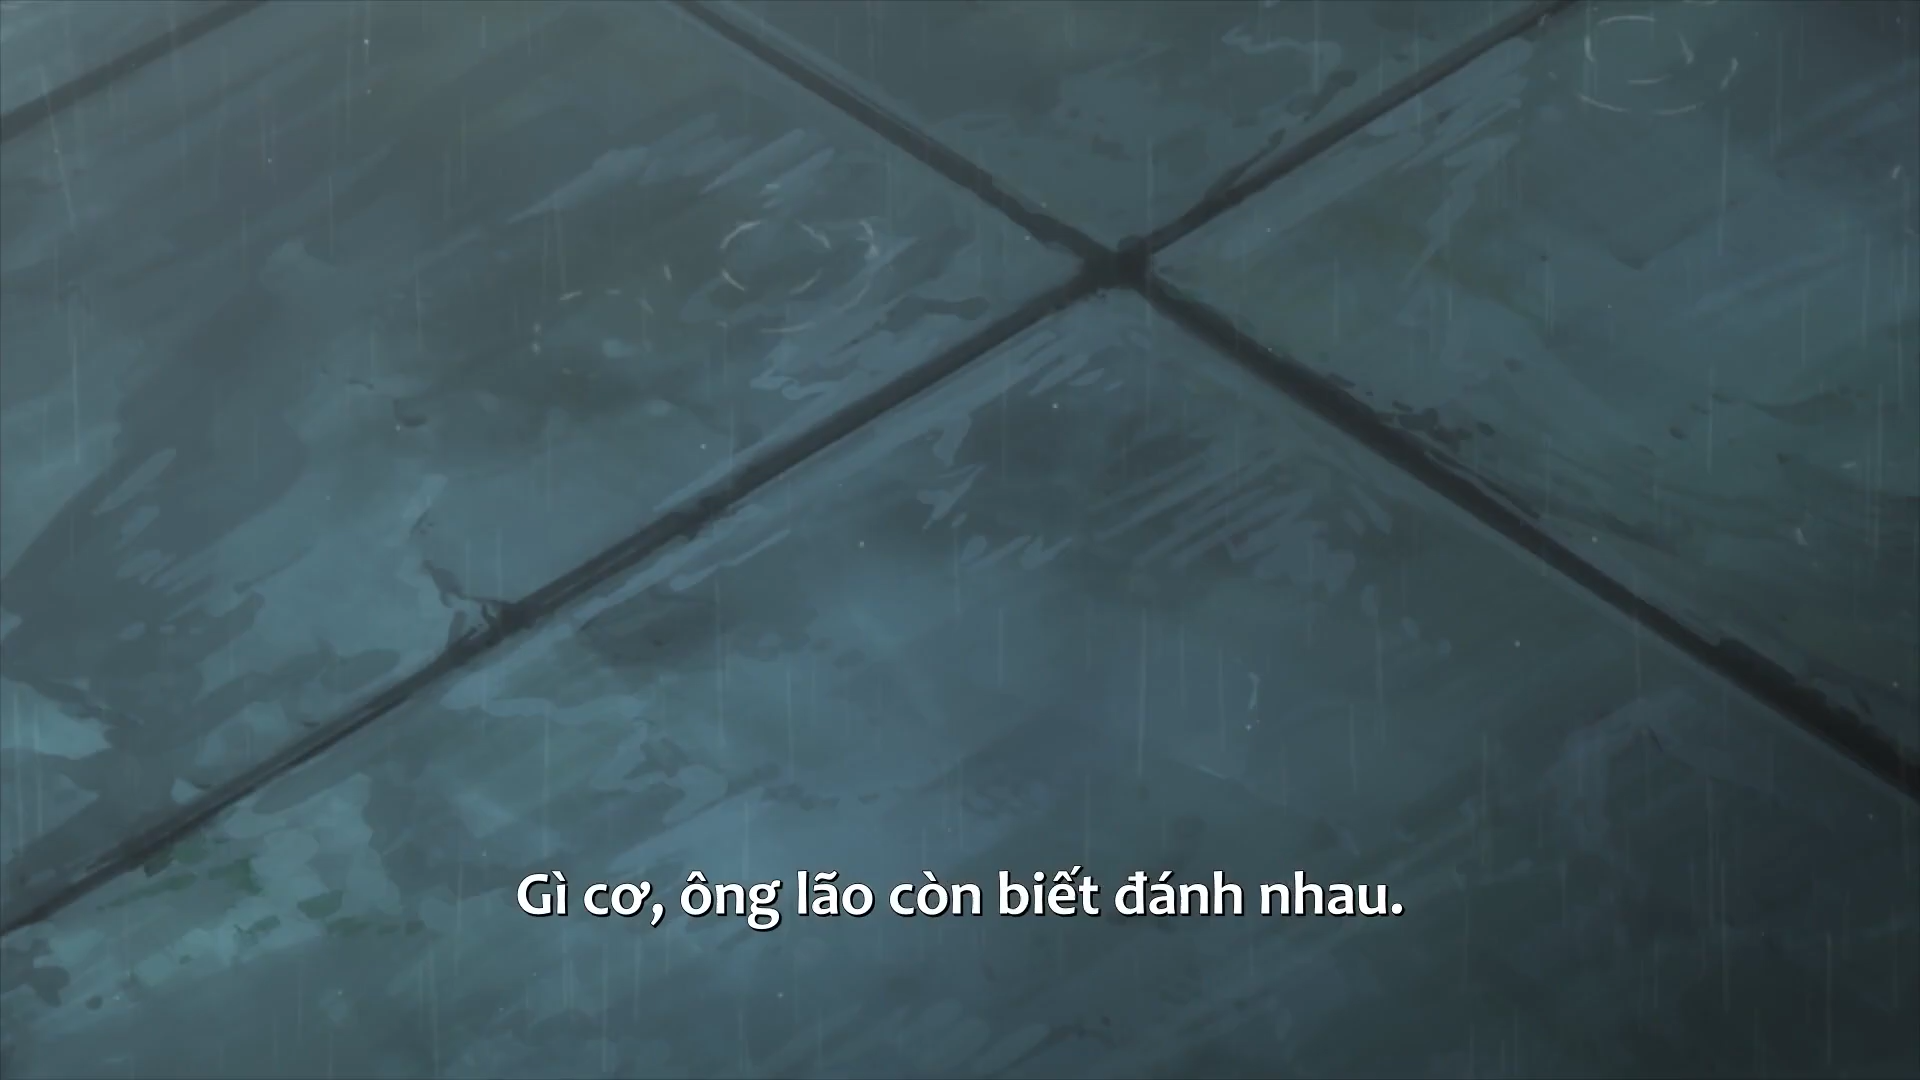 Gì cơ, ông lão còn biết đánh nhau.